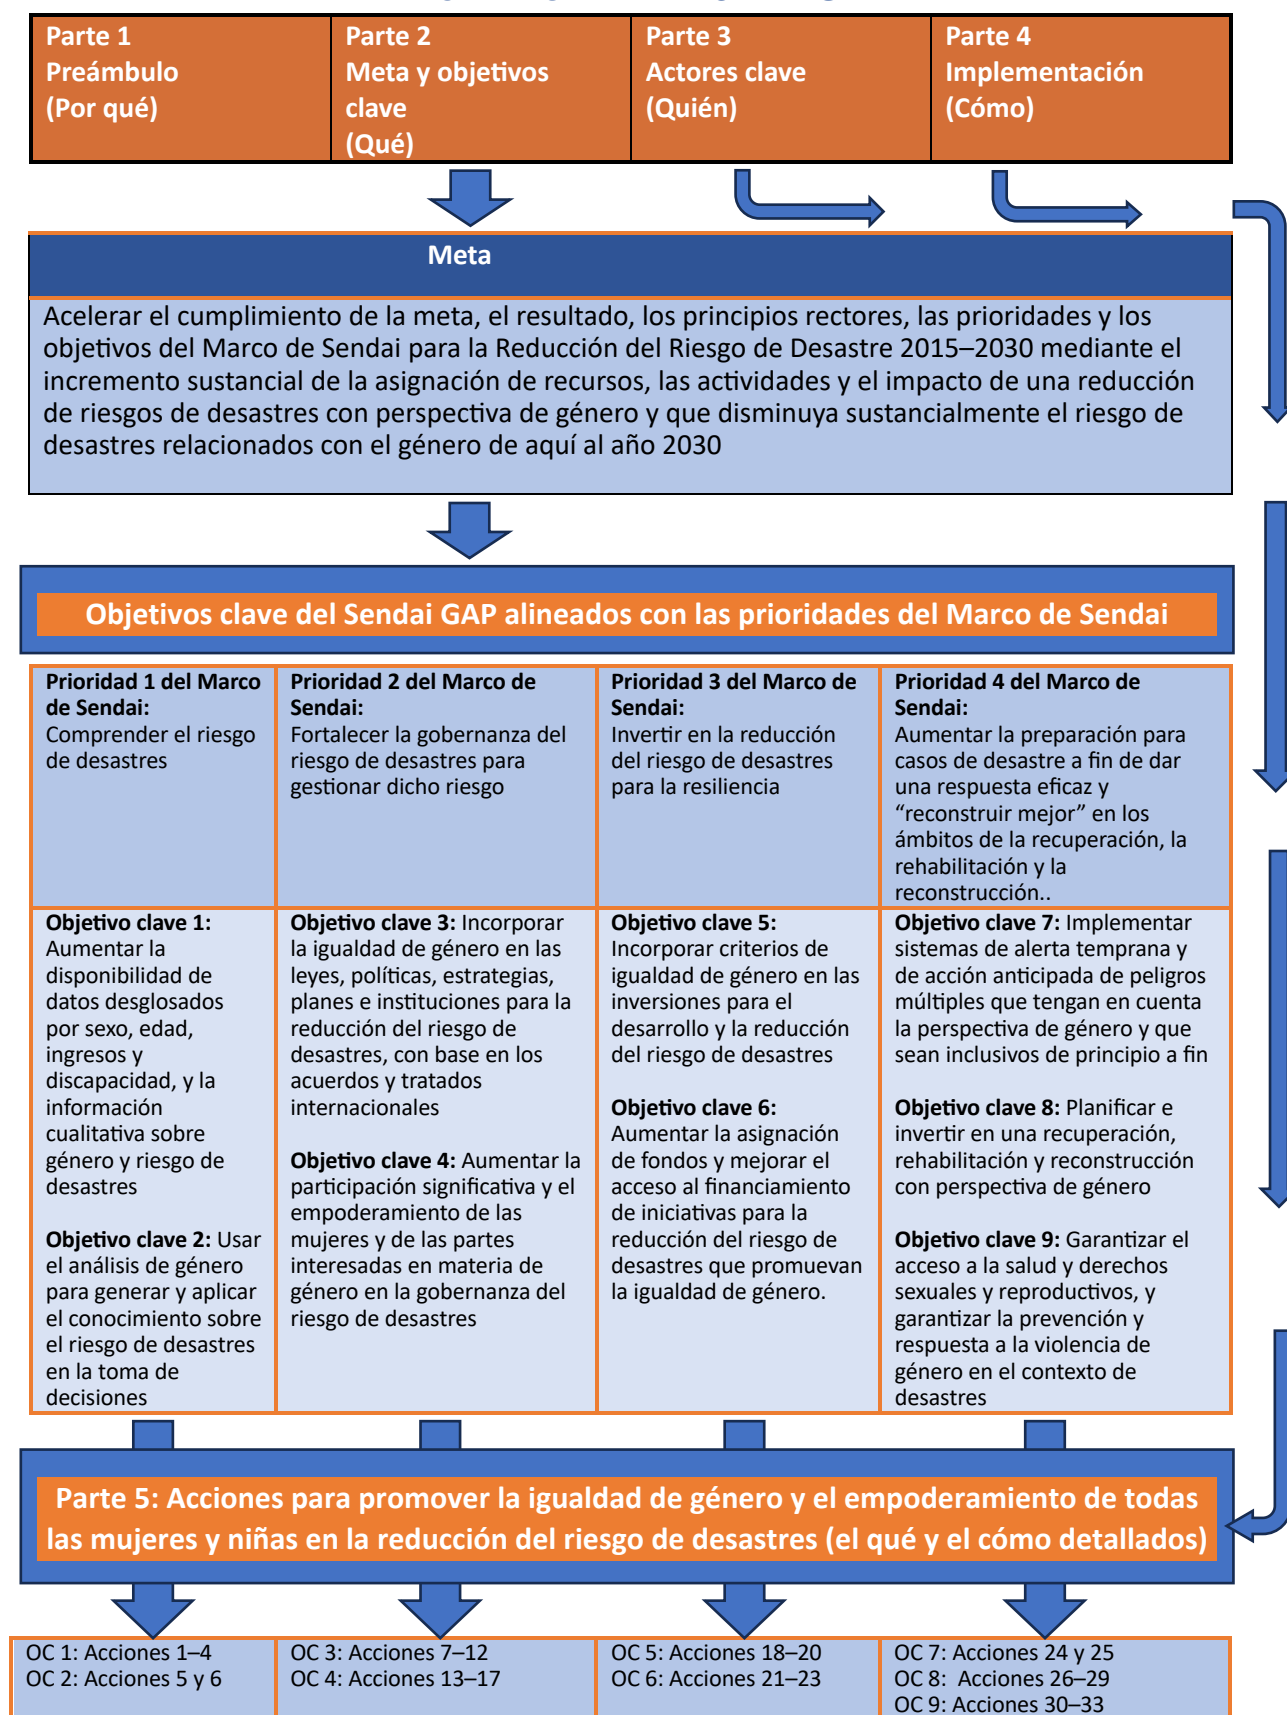 Parte 1
Preámbulo
(Por qué)
Parte 2
Meta y objetivos
clave
(Qué)
Parte 3
Actores clave
(Quién)
Parte 4
Implementación
(Cómo)
Meta
Acelerar el cumplimiento de la meta, el resultado, los principios rectores, las prioridades y los
objetivos del Marco de Sendai para la Reducción del Riesgo de Desastre 2015–2030 mediante el
incremento sustancial de la asignación de recursos, las actividades y el impacto de una reducción
de riesgos de desastres con perspectiva de género y que disminuya sustancialmente el riesgo de
desastres relacionados con el género de aquí al año 2030
Objetivos clave del Sendai GAP alineados con las prioridades del Marco de Sendai
Prioridad 1 del Marco
de Sendai:
Comprender el riesgo
de desastres
Prioridad 2 del Marco de
Sendai:
Fortalecer la gobernanza del
riesgo de desastres para
gestionar dicho riesgo
Prioridad 3 del Marco de
Sendai:
Invertir en la reducción
del riesgo de desastres
para la resiliencia
Prioridad 4 del Marco de
Sendai:
Aumentar la preparación para
casos de desastre a fin de dar
una respuesta eficaz y
“reconstruir mejor” en los
ámbitos de la recuperación, la
rehabilitación y la
reconstrucción..
Objetivo clave 1:
Aumentar la
disponibilidad de
datos desglosados
por sexo, edad,
ingresos y
discapacidad, y la
información
cualitativa sobre
género y riesgo de
desastres
Objetivo clave 2: Usar
el análisis de género
para generar y aplicar
el conocimiento sobre
el riesgo de desastres
en la toma de
decisiones
Objetivo clave 3: Incorporar
la igualdad de género en las
leyes, políticas, estrategias,
planes e instituciones para la
reducción del riesgo de
desastres, con base en los
acuerdos y tratados
internacionales
Objetivo clave 4: Aumentar la
participación significativa y el
empoderamiento de las
mujeres y de las partes
interesadas en materia de
género en la gobernanza del
riesgo de desastres
Objetivo clave 5:
Incorporar criterios de
igualdad de género en las
inversiones para el
desarrollo y la reducción
del riesgo de desastres
Objetivo clave 6:
Aumentar la asignación
de fondos y mejorar el
acceso al financiamiento
de iniciativas para la
reducción del riesgo de
desastres que promuevan
la igualdad de género.
Objetivo clave 7: Implementar
sistemas de alerta temprana y
de acción anticipada de peligros
múltiples que tengan en cuenta
la perspectiva de género y que
sean inclusivos de principio a fin
Objetivo clave 8: Planificar e
invertir en una recuperación,
rehabilitación y reconstrucción
con perspectiva de género
Objetivo clave 9: Garantizar el
acceso a la salud y derechos
sexuales y reproductivos, y
garantizar la prevención y
respuesta a la violencia de
género en el contexto de
desastres
Parte 5: Acciones para promover la igualdad de género y el empoderamiento de todas
las mujeres y niñas en la reducción del riesgo de desastres (el qué y el cómo detallados)
OC 1: Acciones 1–4
OC 2: Acciones 5 y 6
OC 3: Acciones 7–12
OC 4: Acciones 13–17
OC 5: Acciones 18–20
OC 6: Acciones 21–23
OC 7: Acciones 24 y 25
OC 8: Acciones 26–29
OC 9: Acciones 30–33